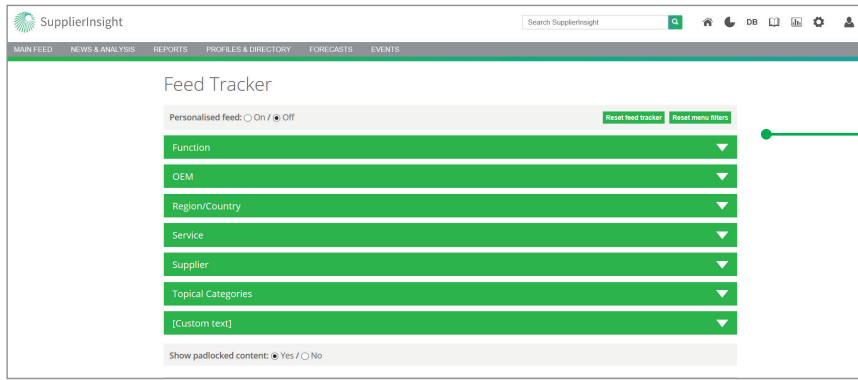 SupplierInsight
Search SupplierInsight
DB
MAIN FEED NEWS & ANALYSIS REPORTS PROFILES & DIRECTORY FORECASTS EVENTS
Feed Tracker
Personalised feed: On / Off Reset feed tracker Reset menu filters
Function
OEM
Region/Country
Service
Supplier
Topical Categories
[Custom text]
Show padlocked content: Yes / No